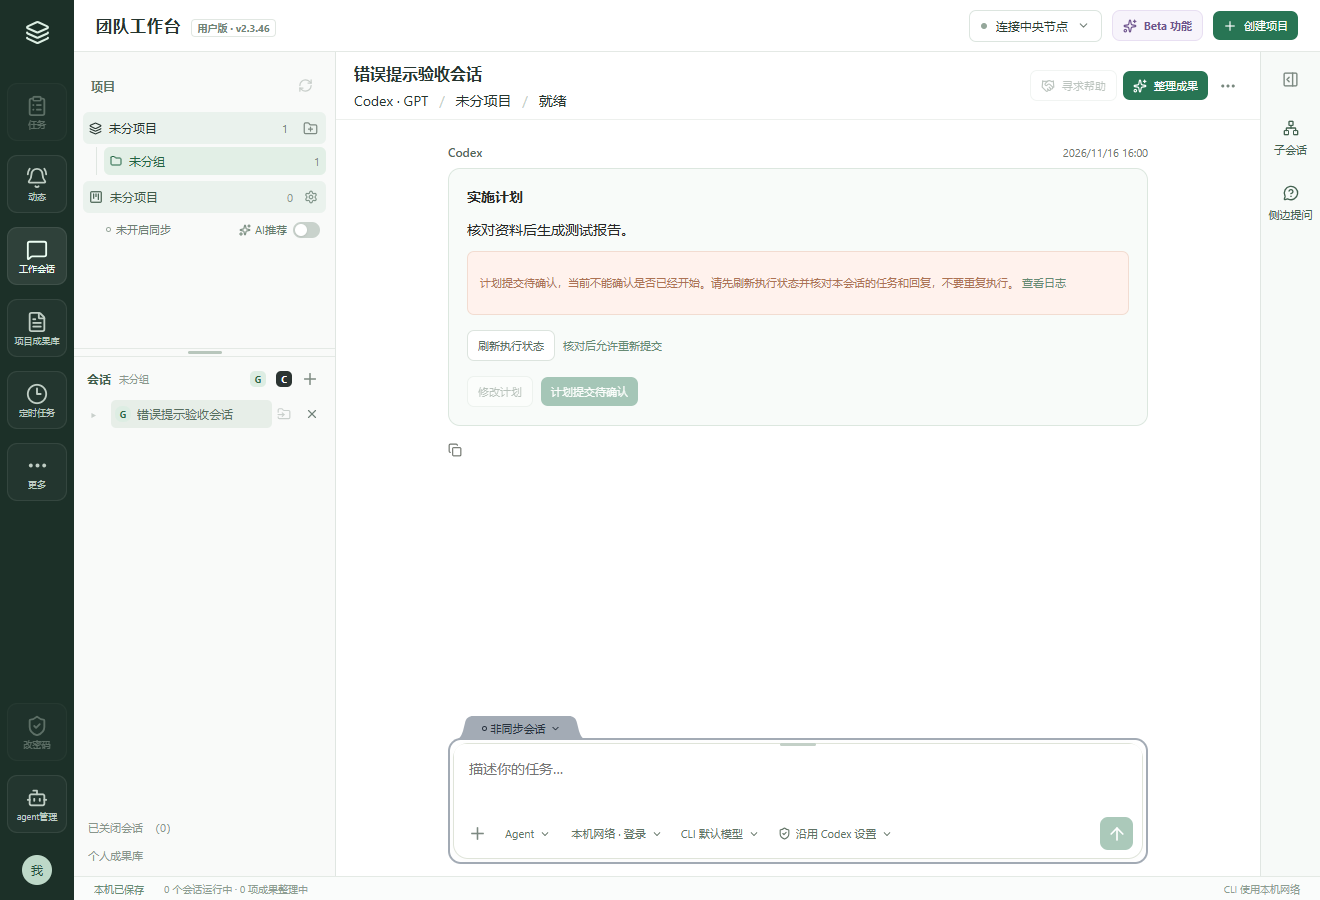 团队工作台 用户版 · v2.3.46
连接中央节点
Beta 功能
创建项目
任务
动态
工作会话
项目成果库
定时任务
更多
改密码
agent管理
我
项目
未分项目 1
未分组 1
未分项目 0
未开启同步 AI推荐
会话 未分组 G C
G 错误提示验收会话
已关闭会话 (0)
个人成果库
错误提示验收会话
Codex · GPT / 未分项目 / 就绪
寻求帮助
整理成果
Codex 2026/11/16 16:00
实施计划
核对资料后生成测试报告。
计划提交待确认，当前不能确认是否已经开始。请先刷新执行状态并核对本会话的任务和回复，不要重复执行。 查看日志
刷新执行状态 核对后允许重新提交
修改计划 计划提交待确认
非同步会话
描述你的任务...
Agent 本机网络 · 登录 CLI 默认模型 沿用 Codex 设置
子会话
侧边提问
本机已保存 0 个会话运行中 · 0 项成果整理中
CLI 使用本机网络